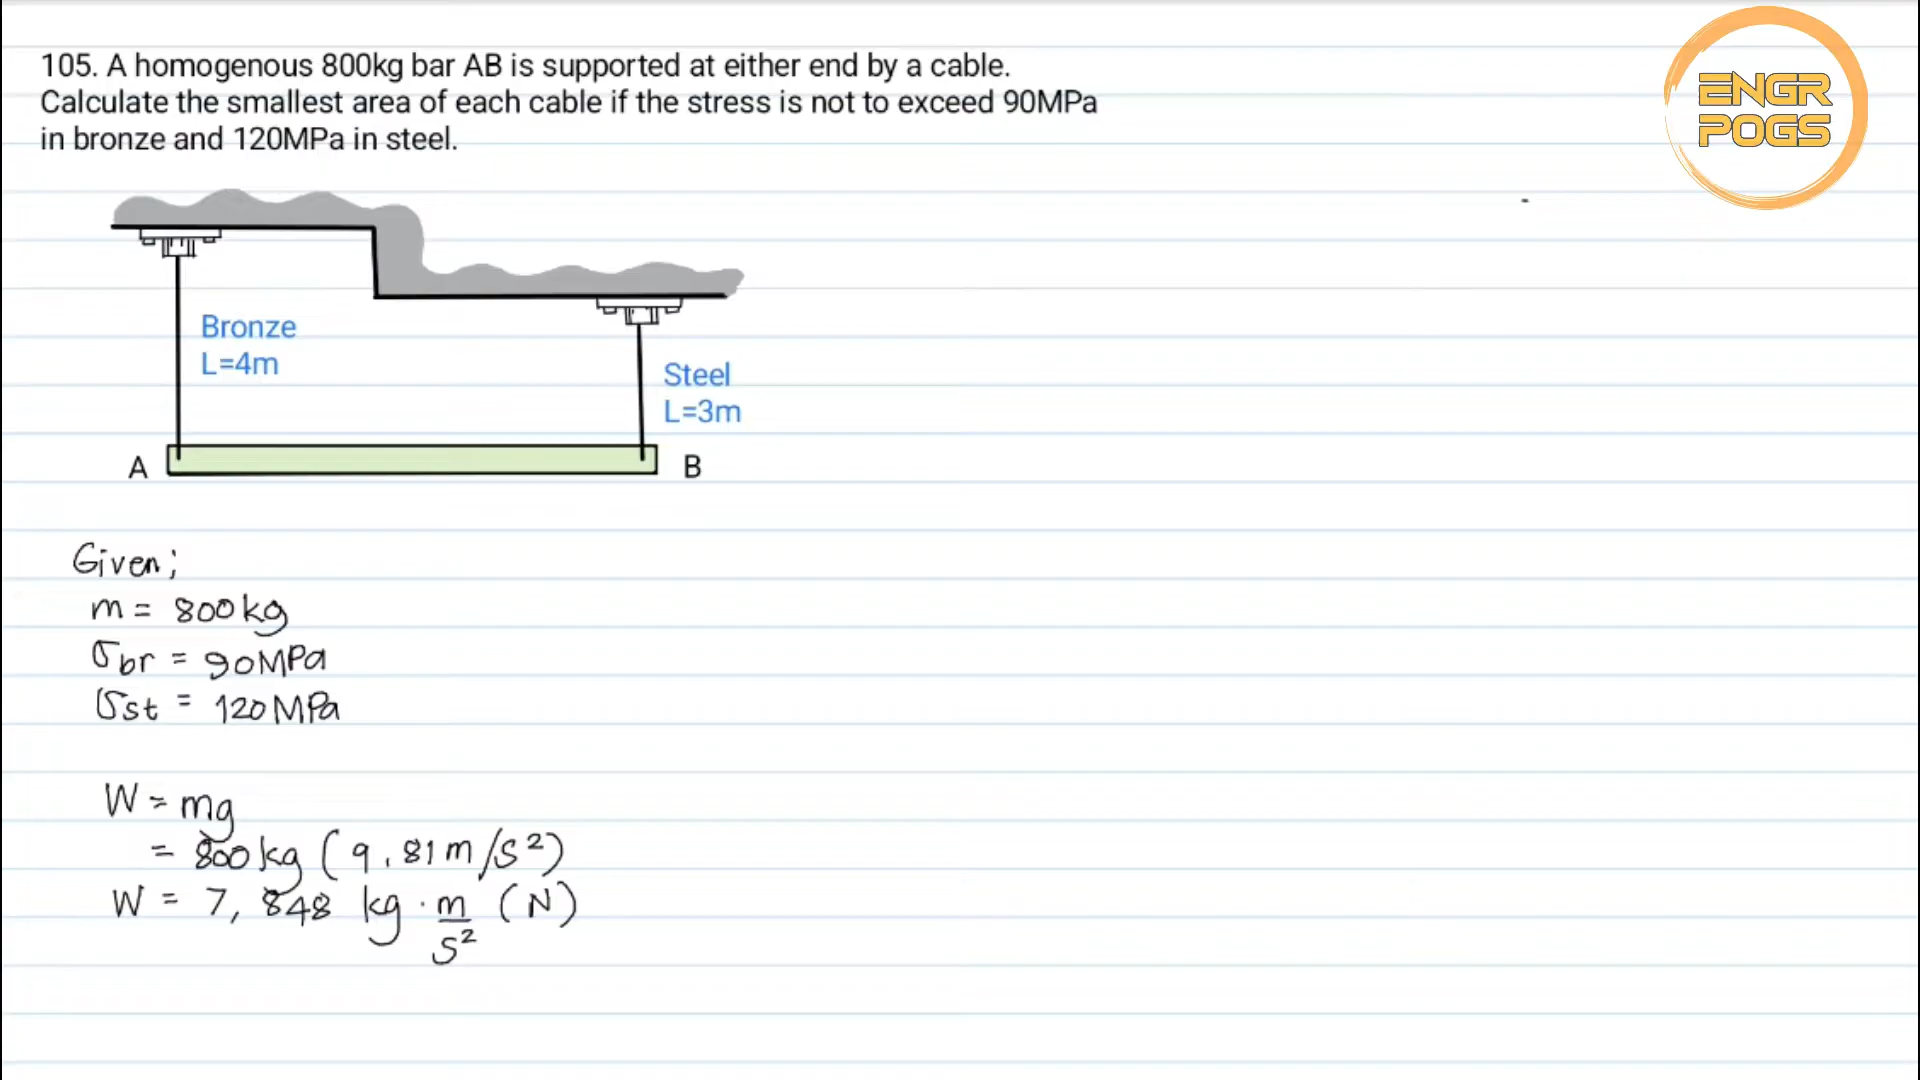 105. A homogenous 800kg bar AB is supported at either end by a cable.
Calculate the smallest area of each cable if the stress is not to exceed 90MPa
in bronze and 120MPa in steel.
ENGR
POGS
Bronze
L=4m
Steel
L=3m
A
B
Given;
m = 800kg
σbr = 90MPa
σst = 120MPa
W = mg
= 800kg (9.81m/s²)
W = 7,848 kg·m/s² (N)